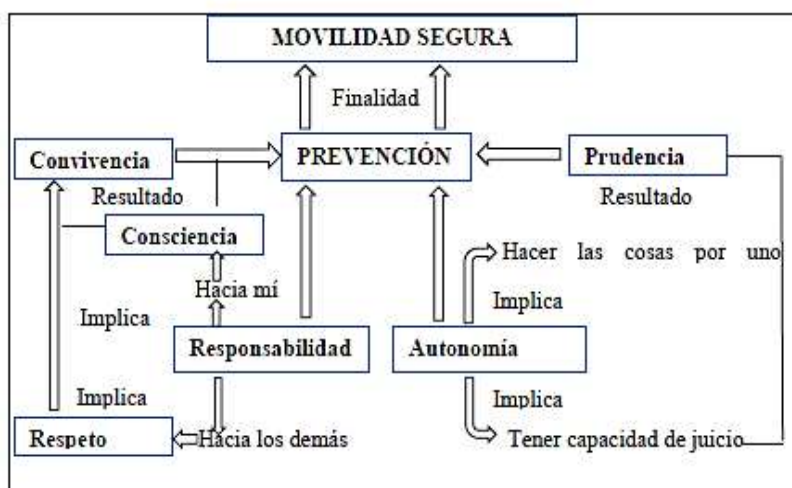 MOVILIDAD SEGURA
Finalidad
Convivencia
PREVENCIÓN
Prudencia
Resultado
Resultado
Consciencia
Hacer las cosas por uno
Hacia mí
Implica
Implica
Responsabilidad
Autonomía
Implica
Implica
Respeto
Hacia los demás
Tener capacidad de juicio